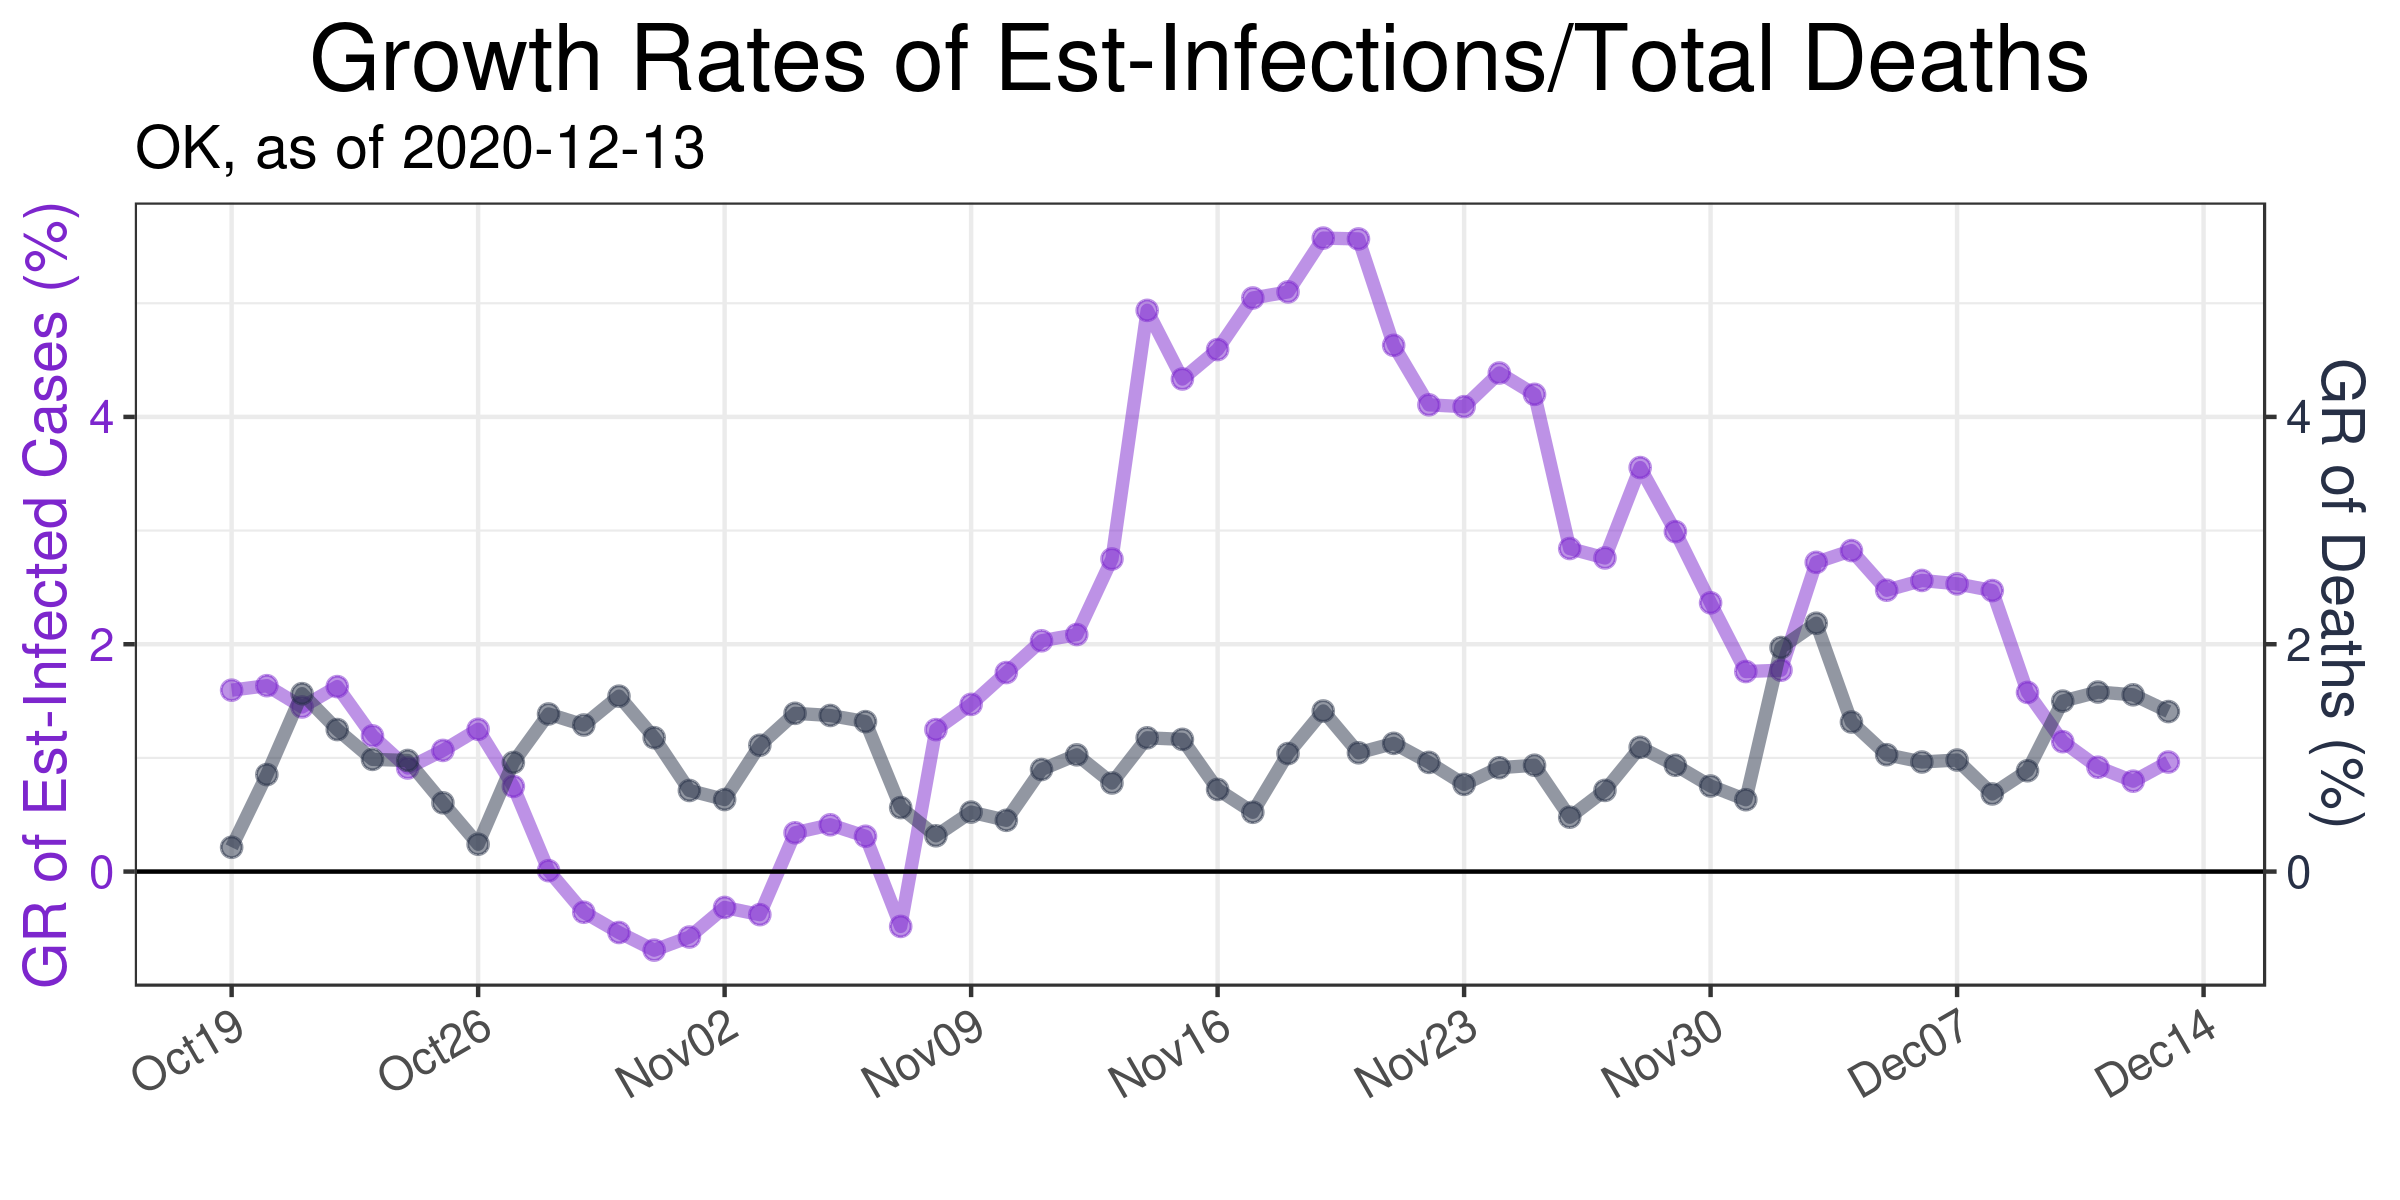 Growth Rates of Est-Infections/Total Deaths
OK, as of 2020-12-13
GR of Est-Infected Cases (%)
4
2
0
4
2
0
GR of Deaths (%)
Oct19
Oct26
Nov02
Nov09
Nov16
Nov23
Nov30
Dec07
Dec14